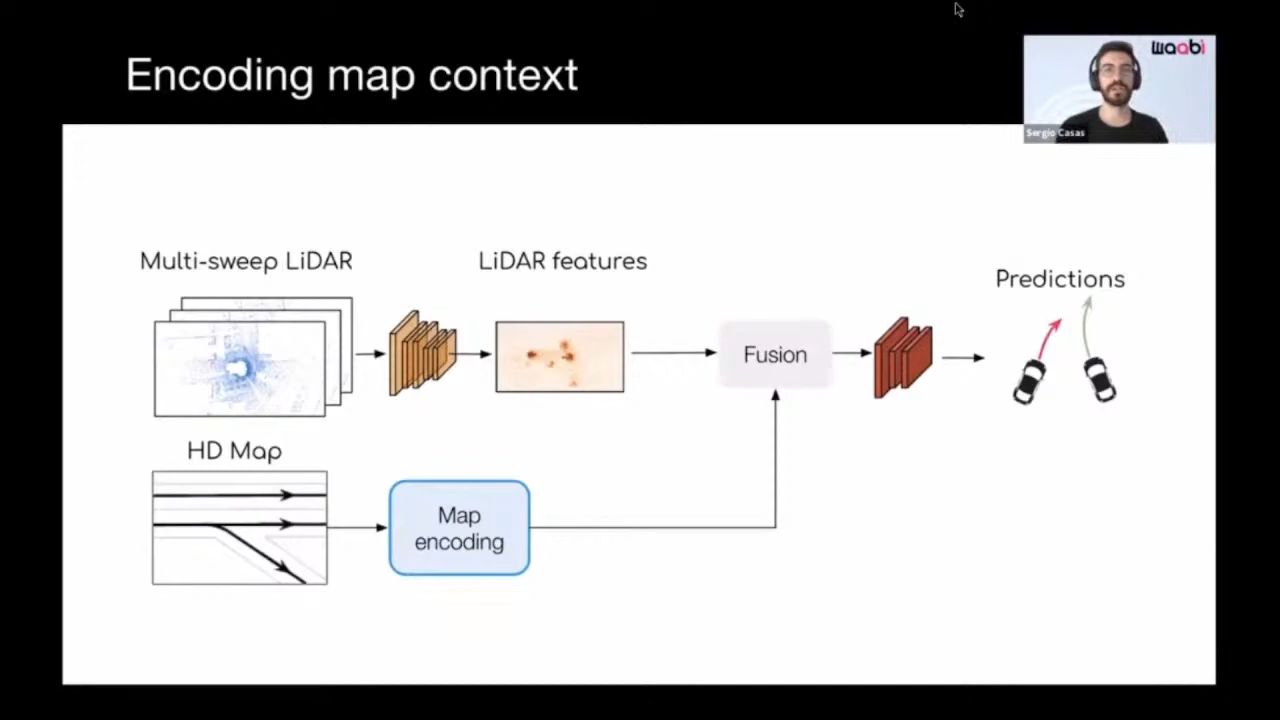 Encoding map context
waabi
Sergio Casas
Multi-sweep LiDAR
LiDAR features
Predictions
Fusion
HD Map
Map
encoding